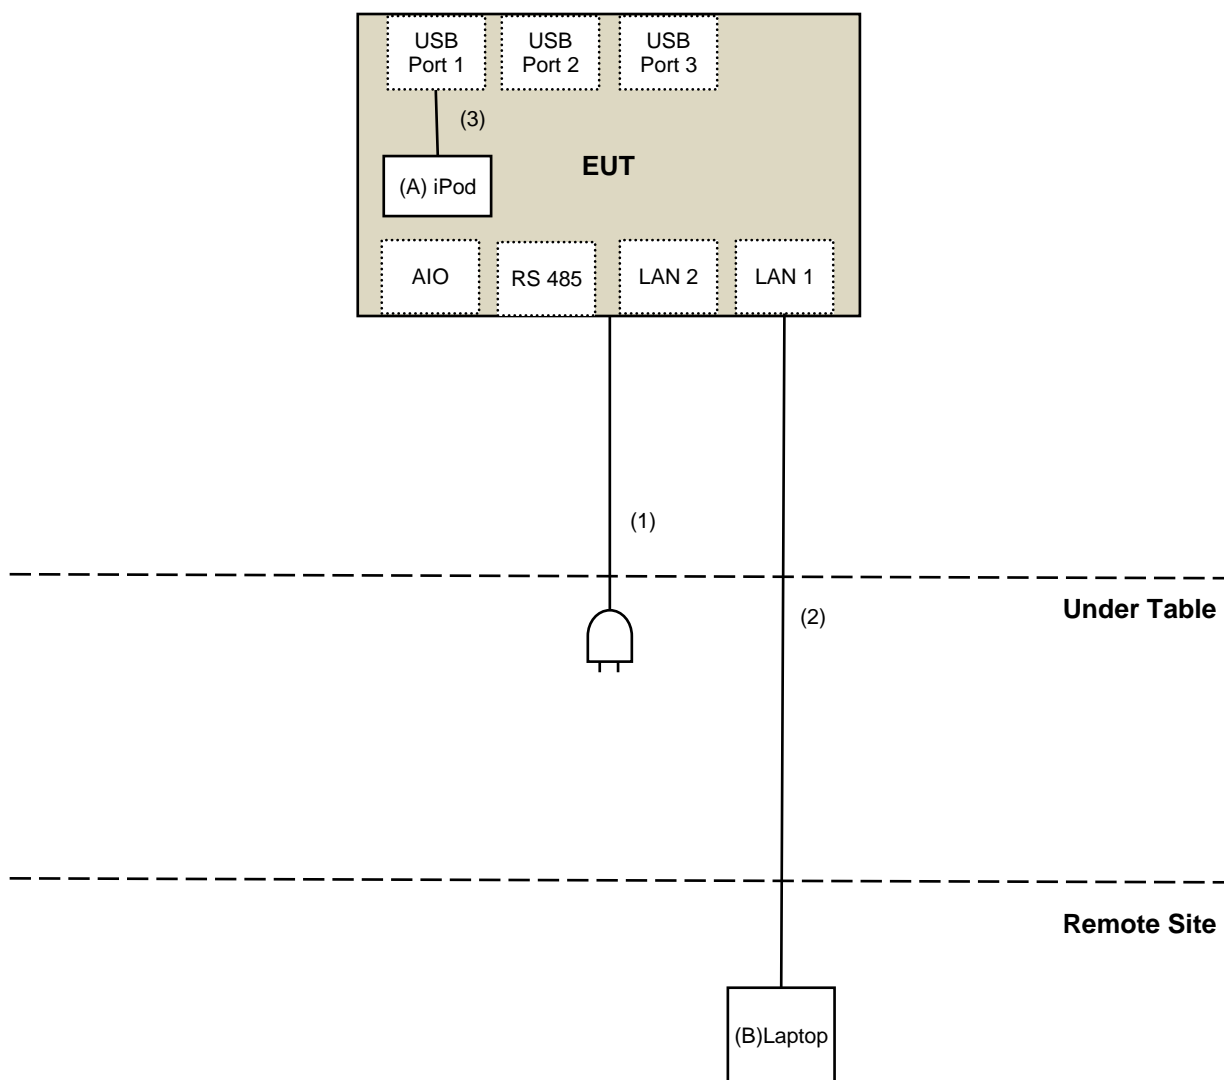 USB
Port 1
USB
Port 2
USB
Port 3
(3)
EUT
(A) iPod
AIO
RS 485
LAN 2
LAN 1
(1)
Under Table
(2)
Remote Site
(B)Laptop